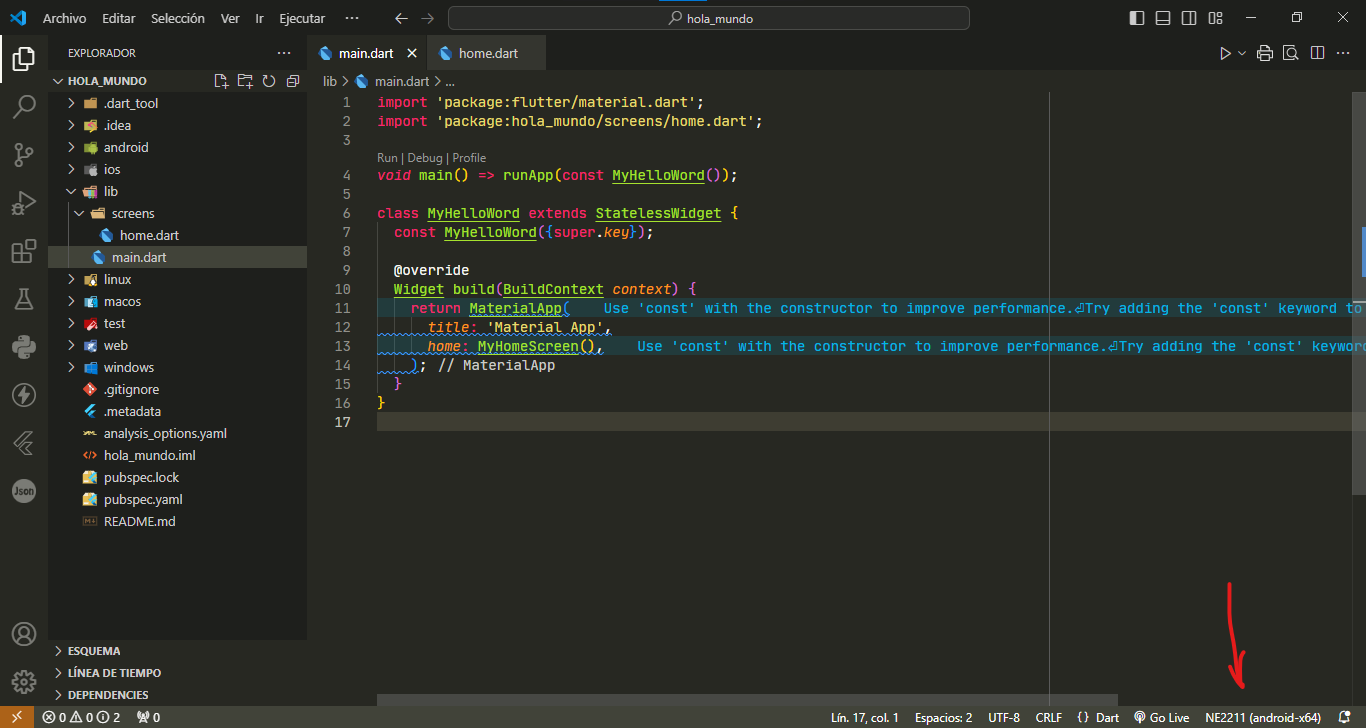 Archivo Editar Selección Ver Ir Ejecutar ··· hola_mundo
EXPLORADOR ···
HOLA_MUNDO
.dart_tool
.idea
android
ios
lib
screens
home.dart
main.dart
linux
macos
test
web
windows
.gitignore
.metadata
analysis_options.yaml
hola_mundo.iml
pubspec.lock
pubspec.yaml
README.md
ESQUEMA
LÍNEA DE TIEMPO
DEPENDENCIES
Json
main.dart home.dart
lib > main.dart > ...
1 import 'package:flutter/material.dart';
2 import 'package:hola_mundo/screens/home.dart';
3
Run | Debug | Profile
4 void main() => runApp(const MyHelloWord());
5
6 class MyHelloWord extends StatelessWidget {
7 const MyHelloWord({super.key});
8
9 @override
10 Widget build(BuildContext context) {
11 return MaterialApp( Use 'const' with the constructor to improve performance.⏎Try adding the 'const' keyword to
12 title: 'Material App',
13 home: MyHomeScreen(), Use 'const' with the constructor to improve performance.⏎Try adding the 'const' keyword
14 ); // MaterialApp
15 }
16 }
17
0 0 2 0 Lín. 17, col. 1 Espacios: 2 UTF-8 CRLF {} Dart Go Live NE2211 (android-x64)